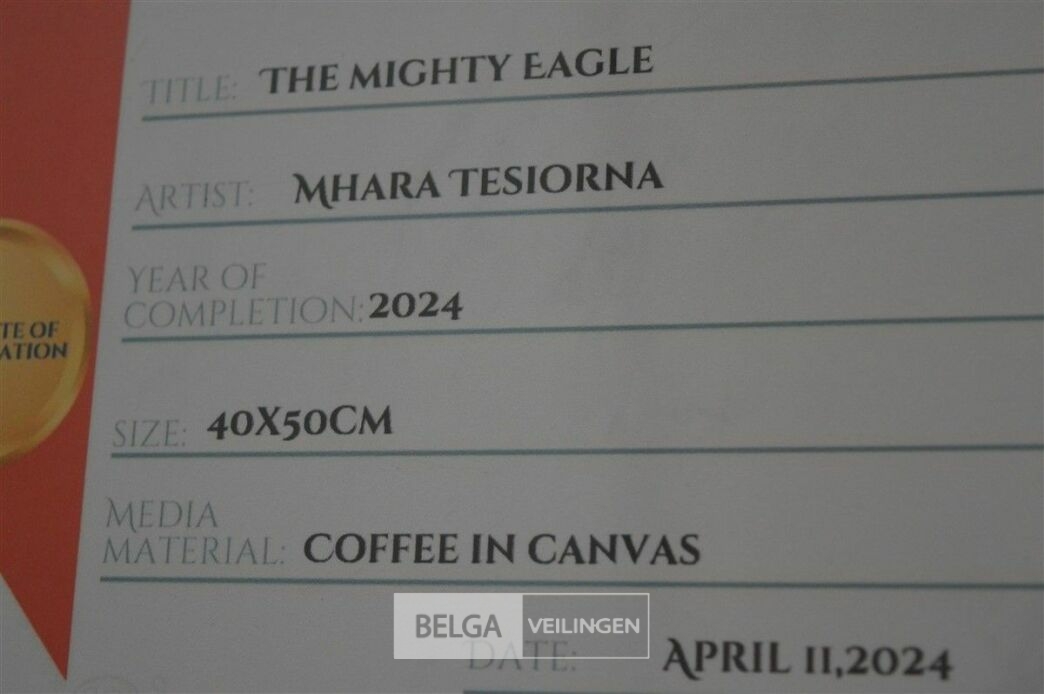 TITLE: THE MIGHTY EAGLE
ARTIST: MHARA TESIORNA
YEAR OF
COMPLETION: 2024
TE OF
ATION
SIZE: 40X50CM
MEDIA
MATERIAL: COFFEE IN CANVAS
BELGA VEILINGEN
DATE: APRIL 11,2024